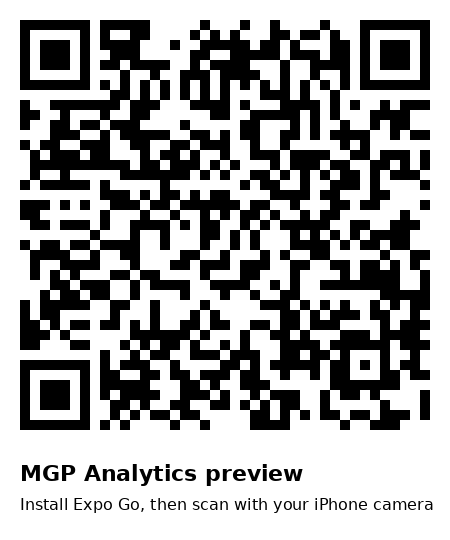 MGP Analytics preview
Install Expo Go, then scan with your iPhone camera